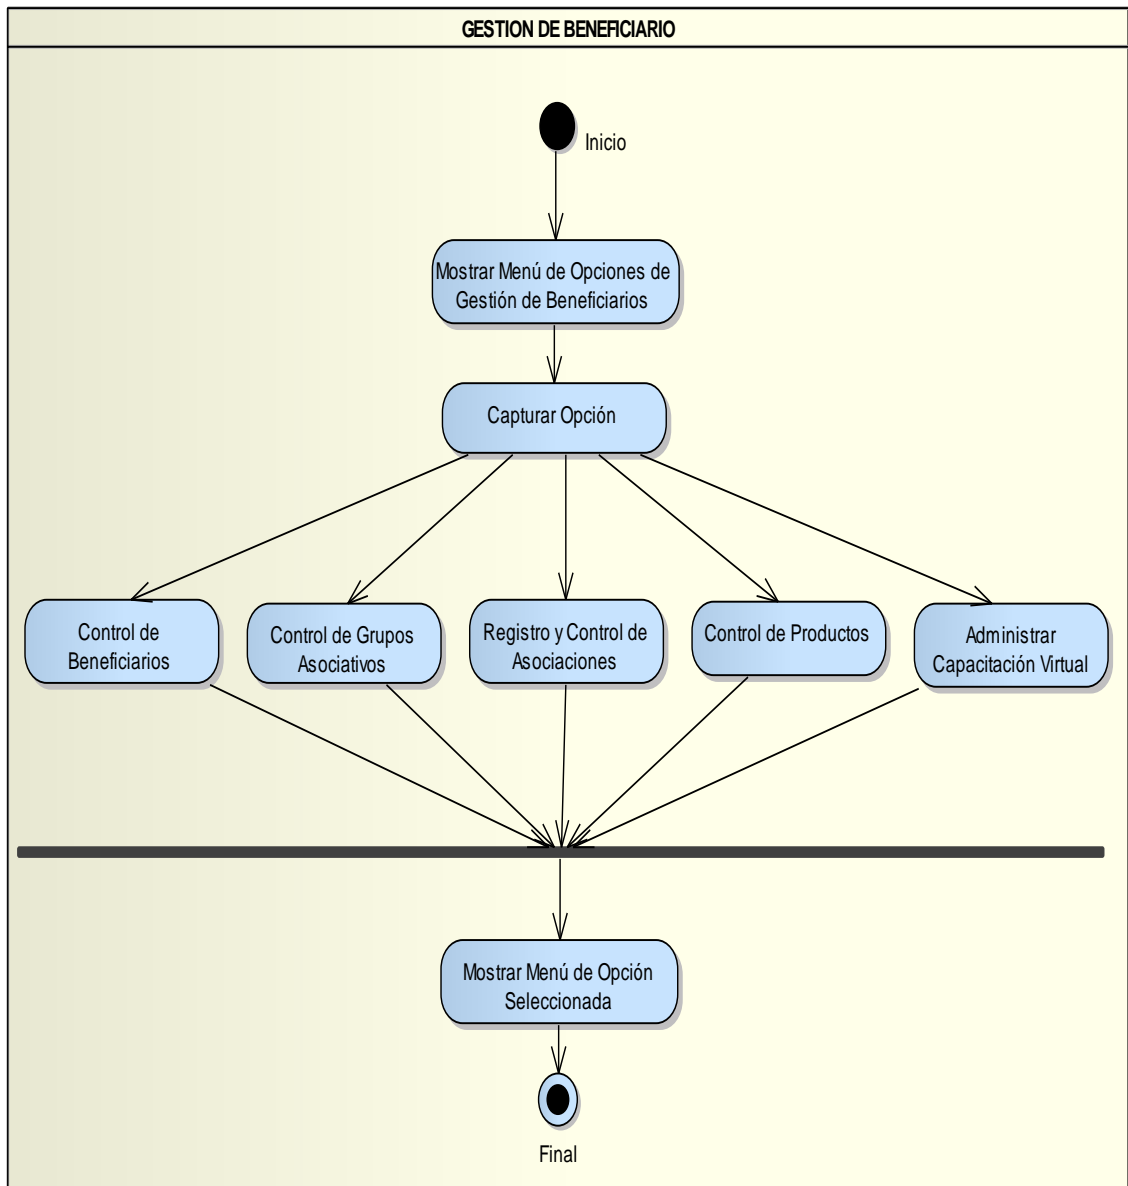 GESTION DE BENEFICIARIO
Inicio
Mostrar Menú de Opciones de
Gestión de Beneficiarios
Capturar Opción
Control de
Beneficiarios
Control de Grupos
Asociativos
Registro y Control de
Asociaciones
Control de Productos
Administrar
Capacitación Virtual
Mostrar Menú de Opción
Seleccionada
Final